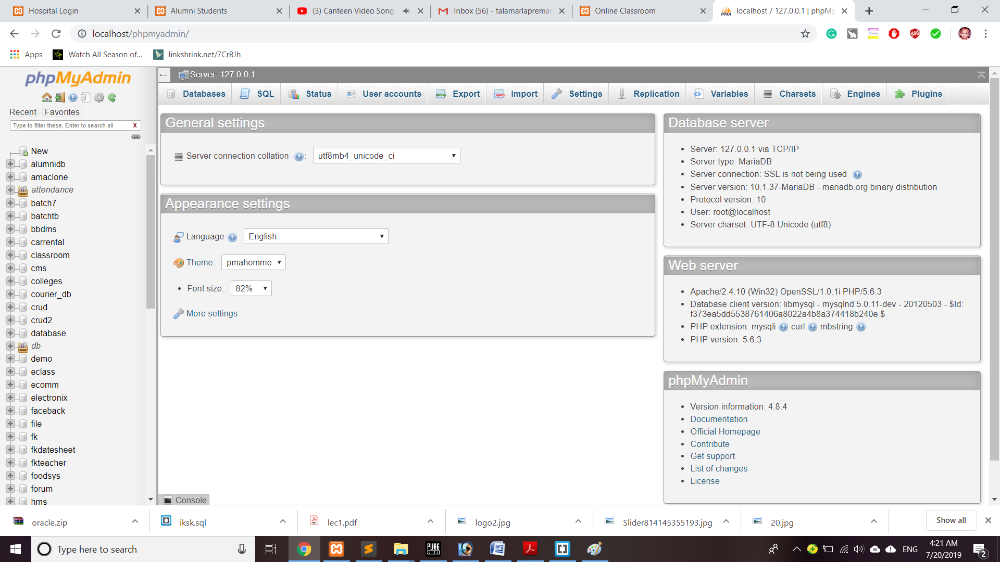 Hospital Login
Alumni Students
(3) Canteen Video Song
Inbox (56) - talamarlapreman
Online Classroom
localhost / 127.0.0.1 | phpMy
localhost/phpmyadmin/
Apps
Watch All Season of...
linkshrink.net/7CrBJh
phpMyAdmin
Recent
Favorites
Type to filter these, Enter to search all
X
New
alumnidb
amaclone
attendance
batch7
batchtb
bbdms
carrental
classroom
cms
colleges
courier_db
crud
crud2
database
db
demo
eclass
ecomm
electronix
faceback
file
fk
fkdatesheet
fkteacher
foodsys
forum
hms
Server: 127.0.0.1
Databases
SQL
Status
User accounts
Export
Import
Settings
Replication
Variables
Charsets
Engines
Plugins
General settings
Server connection collation :
utf8mb4_unicode_ci
Appearance settings
Language
English
Theme:
pmahomme
Font size:
82%
More settings
Database server
Server: 127.0.0.1 via TCP/IP
Server type: MariaDB
Server connection: SSL is not being used
Server version: 10.1.37-MariaDB - mariadb.org binary distribution
Protocol version: 10
User: root@localhost
Server charset: UTF-8 Unicode (utf8)
Web server
Apache/2.4.10 (Win32) OpenSSL/1.0.1i PHP/5.6.3
Database client version: libmysql - mysqlnd 5.0.11-dev - 20120503 - $Id:
f373ea5dd5538761406a8022a4b8a374418b240e $
PHP extension: mysqli curl mbstring
PHP version: 5.6.3
phpMyAdmin
Version information: 4.8.4
Documentation
Official Homepage
Contribute
Get support
List of changes
License
Console
oracle.zip
iksk.sql
lec1.pdf
logo2.jpg
Slider814145355193.jpg
20.jpg
Show all
Type here to search
ENG
4:21 AM
7/20/2019
2